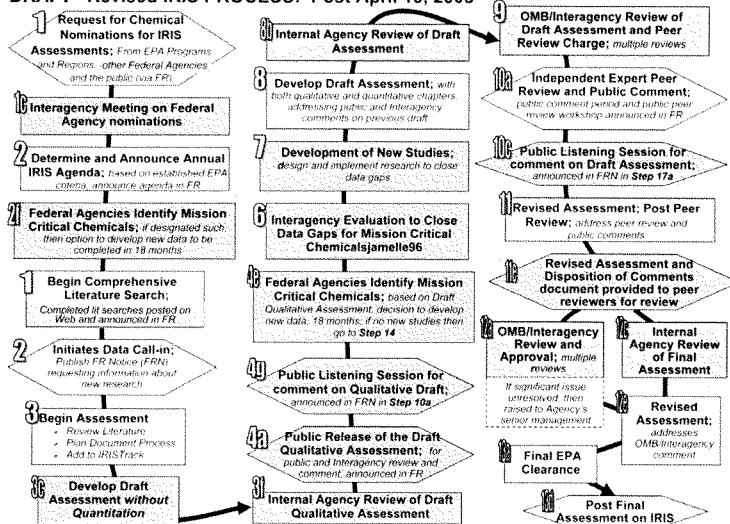 DRAFT - Revised IRIS PROCESS: Post April 10, 2008
1
Request for Chemical
Nominations for IRIS
Assessments; From EPA Programs
and Regions, other Federal Agencies
and the public (via FR)
Interagency Meeting on Federal
Agency nominations
2
Determine and Announce Annual
IRIS Agenda; based on established EPA
criteria, announce agenda in FR
Federal Agencies Identify Mission
Critical Chemicals; if designated such,
then option to develop new data to be
completed in 18 months
1
Begin Comprehensive
Literature Search;
Completed lit searches posted on
Web and announced in FR
2
Initiates Data Call-in;
Publish FR Notice (FRN)
requesting information about
new research
3
Begin Assessment
Review Literature
Plan Document Process
Add to IRISTrack
Develop Draft
Assessment without
Quantitation
Internal Agency Review of Draft
Qualitative Assessment
4a
Public Release of the Draft
Qualitative Assessment; for
public and Interagency review and
comment, announced in FR
Public Listening Session for
comment on Qualitative Draft;
announced in FRN in Step 10a
Federal Agencies Identify Mission
Critical Chemicals; based on Draft
Qualitative Assessment, decision to develop
new data, 18 months; if no new studies then
go to Step 14
6
Interagency Evaluation to Close
Data Gaps for Mission Critical
Chemicalsjamelle96
7
Development of New Studies;
design and implement research to close
data gaps
8
Develop Draft Assessment; with
both qualitative and quantitative chapters,
addressing public and Interagency
comments on previous draft
Internal Agency Review of Draft
Assessment
9
OMB/Interagency Review of
Draft Assessment and Peer
Review Charge; multiple reviews
10a
Independent Expert Peer
Review and Public Comment;
public comment period and public peer
review workshop announced in FR
Public Listening Session for
comment on Draft Assessment;
announced in FRN in Step 17a
11
Revised Assessment; Post Peer
Review; address peer review and
public comments
Revised Assessment and
Disposition of Comments
document provided to peer
reviewers for review
OMB/Interagency
Review and
Approval; multiple
reviews
If significant issue
unresolved, then
raised to Agency's
senior management
Internal
Agency Review
of Final
Assessment
Revised
Assessment;
addresses
OMB/Interagency
comment
Final EPA
Clearance
Post Final
Assessment on IRIS